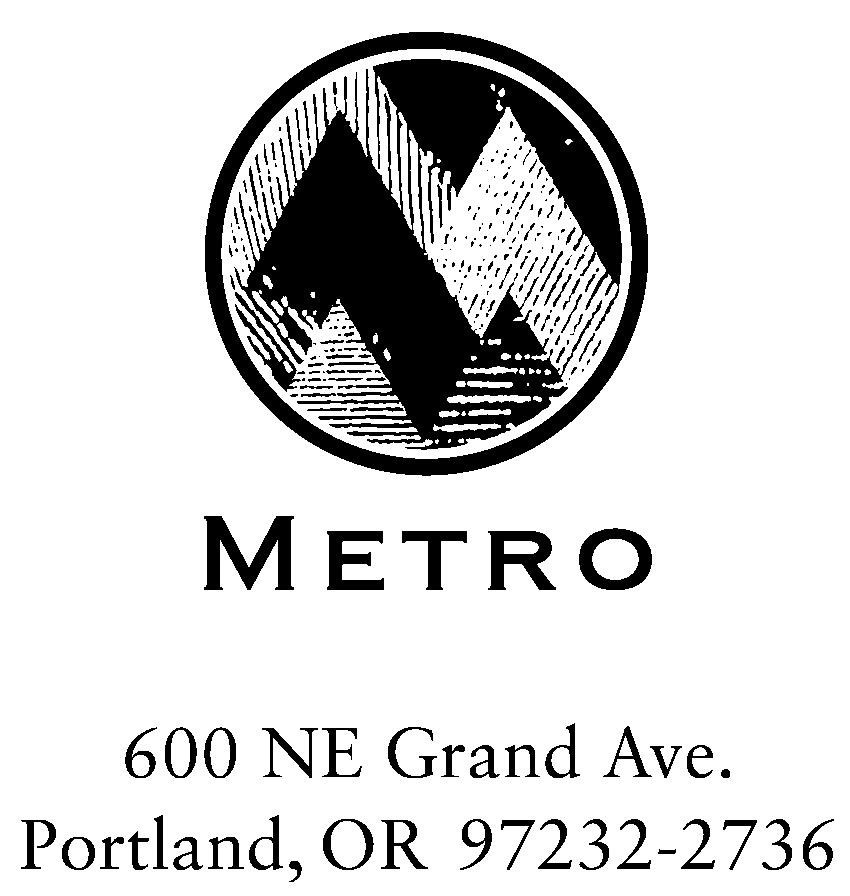 METRO
600 NE Grand Ave.
Portland, OR 97232-2736